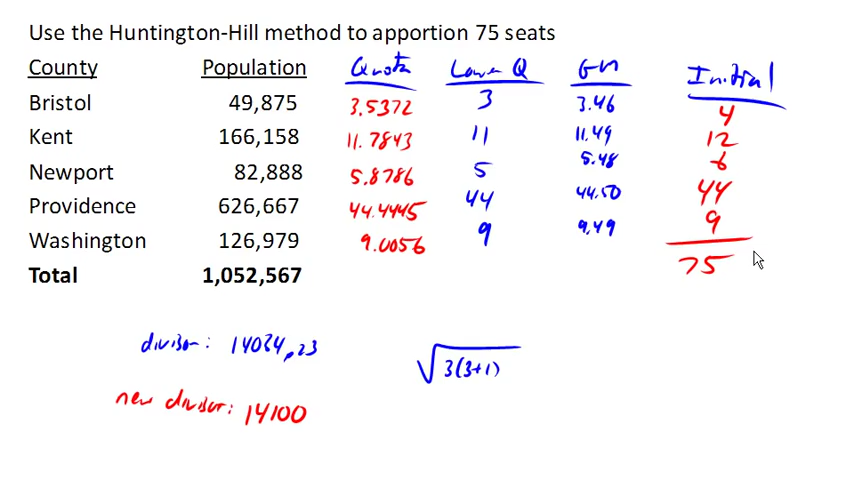 Use the Huntington-Hill method to apportion 75 seats
County Population Quota Lower Q GM Initial
Bristol 49,875 3.5372 3 3.46 4
Kent 166,158 11.7843 11 11.49 12
Newport 82,888 5.8786 5 5.48 6
Providence 626,667 44.4445 44 44.50 44
Washington 126,979 9.0056 9 9.49 9
Total 1,052,567 75
divisor: 14034.23
√3(3+1)
new divisor: 14100